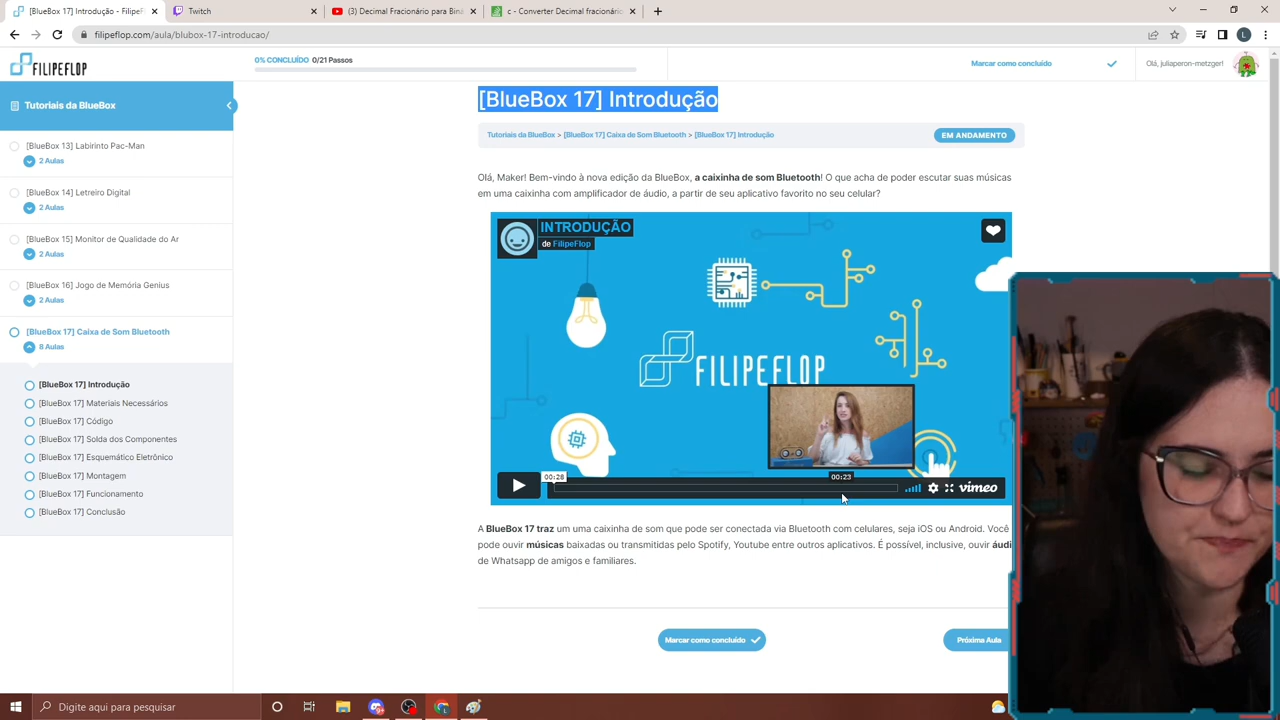 [BlueBox 17] Introdução - FilipeF
Twitch
(3) Decimal Fracionário para Biná
c - Converter Decimal fracionário
filipeflop.com/aula/blubox-17-introducao/
FILIPEFLOP
0% CONCLUÍDO 0/21 Passos
Marcar como concluído
Olá, juliaperon-metzger!
Tutoriais da BlueBox
[BlueBox 13] Labirinto Pac-Man
2 Aulas
[BlueBox 14] Letreiro Digital
2 Aulas
[BlueBox 15] Monitor de Qualidade do Ar
2 Aulas
[BlueBox 16] Jogo de Memória Genius
2 Aulas
[BlueBox 17] Caixa de Som Bluetooth
8 Aulas
[BlueBox 17] Introdução
[BlueBox 17] Materiais Necessários
[BlueBox 17] Código
[BlueBox 17] Solda dos Componentes
[BlueBox 17] Esquemático Eletrônico
[BlueBox 17] Montagem
[BlueBox 17] Funcionamento
[BlueBox 17] Conclusão
[BlueBox 17] Introdução
Tutoriais da BlueBox > [BlueBox 17] Caixa de Som Bluetooth > [BlueBox 17] Introdução
EM ANDAMENTO
Olá, Maker! Bem-vindo à nova edição da BlueBox, a caixinha de som Bluetooth! O que acha de poder escutar suas músicas
em uma caixinha com amplificador de áudio, a partir de seu aplicativo favorito no seu celular?
INTRODUÇÃO
de FilipeFlop
FILIPEFLOP
00:28
00:23
vimeo
A BlueBox 17 traz um uma caixinha de som que pode ser conectada via Bluetooth com celulares, seja iOS ou Android. Você
pode ouvir músicas baixadas ou transmitidas pelo Spotify, Youtube entre outros aplicativos. É possível, inclusive, ouvir áudi
de Whatsapp de amigos e familiares.
Marcar como concluído
Próxima Aula
Digite aqui para pesquisar